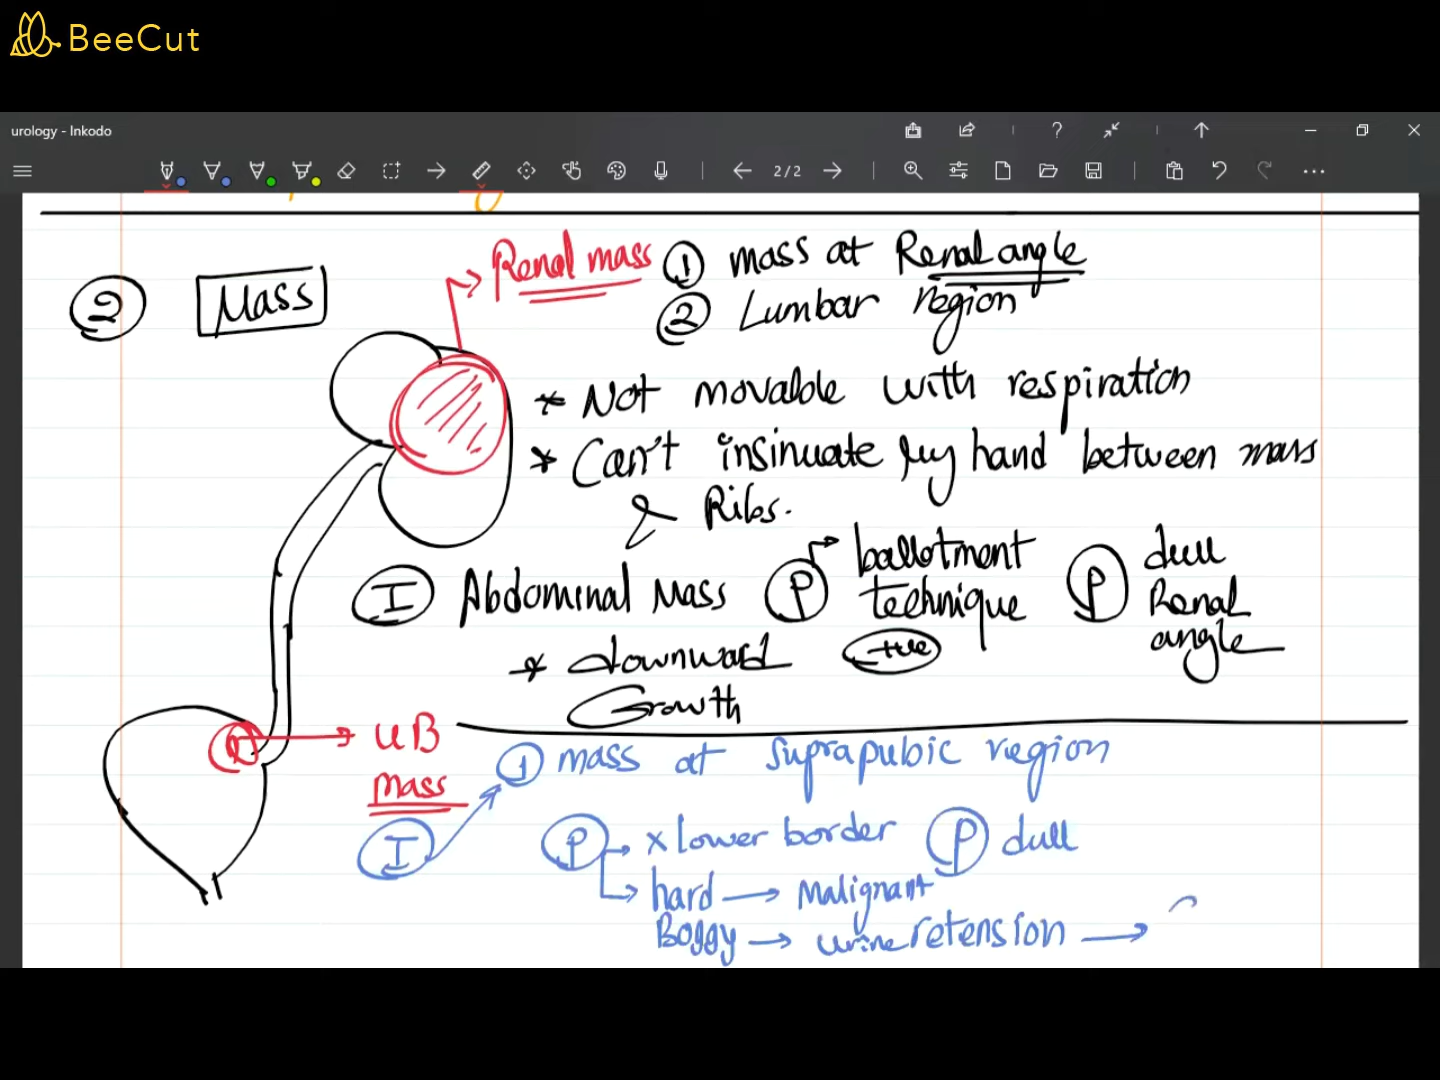 BeeCut
urology - Inkodo
2/2
② Mass
Renal mass ① mass at Renal angle
② Lumbar region
* Not movable with respiration
* Can't insinuate my hand between mass
& Ribs.
I Abdominal Mass P → ballotment technique +ve P dull Renal angle
* downward Growth
UB mass
I ① mass at suprapubic region
P → x lower border P dull
hard → Malignant
Boggy → urine retension →